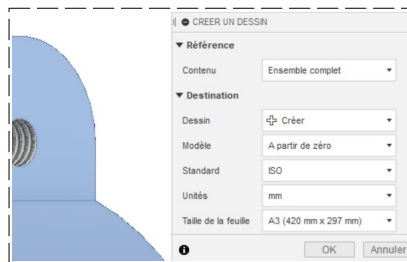 CREER UN DESSIN
Référence
Contenu Ensemble complet
Destination
Dessin Créer
Modèle A partir de zéro
Standard ISO
Unités mm
Taille de la feuille A3 (420 mm x 297 mm)
OK Annuler